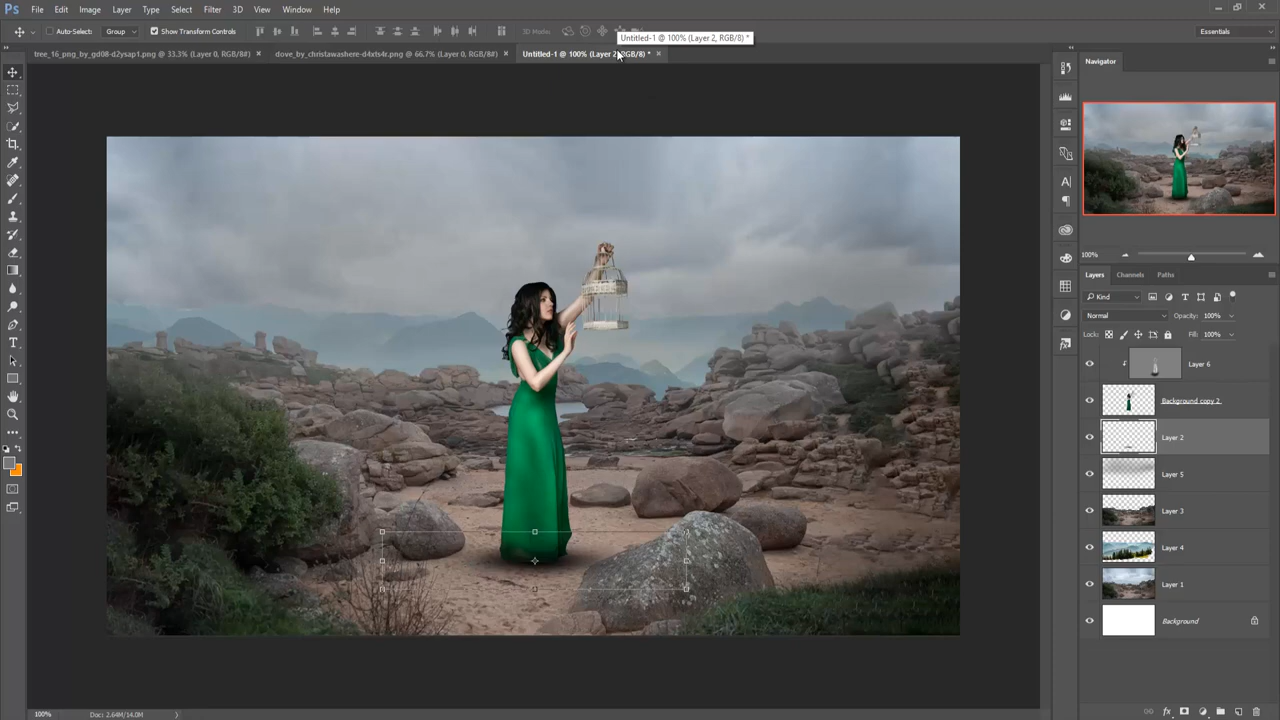 Ps File Edit Image Layer Type Select Filter 3D View Window Help
Auto-Select: Group Show Transform Controls 3D Mode: Essentials
Untitled-1 @ 100% (Layer 2, RGB/8) *
tree_16_png_by_gd08-d2ysap1.png @ 33.3% (Layer 0, RGB/8#) × dove_by_christawashere-d4xts4r.png @ 66.7% (Layer 0, RGB/8#) × Untitled-1 @ 100% (Layer 2, RGB/8) * ×
Navigator
100%
Layers Channels Paths
Kind
Normal Opacity: 100%
Lock: Fill: 100%
Layer 6
Background copy 2
Layer 2
Layer 5
Layer 3
Layer 4
Layer 1
Background
100% Doc: 2.64M/14.0M